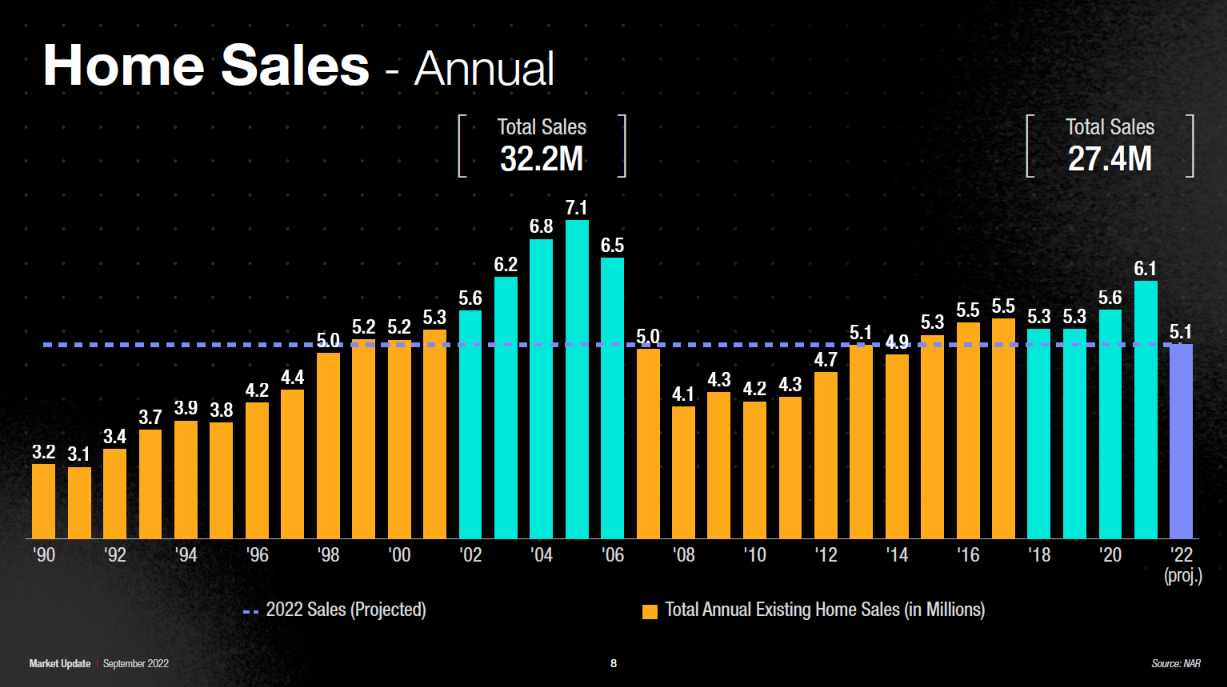 Home Sales - Annual
Total Sales
32.2M
Total Sales
27.4M
3.2 3.1 3.4 3.7 3.9 3.8 4.2 4.4 5.0 5.2 5.2 5.3 5.6 6.2 6.8 7.1 6.5 5.0 4.1 4.3 4.2 4.3 4.7 5.1 4.9 5.3 5.5 5.5 5.3 5.3 5.6 6.1 5.1
'90 '92 '94 '96 '98 '00 '02 '04 '06 '08 '10 '12 '14 '16 '18 '20 '22
(proj.)
2022 Sales (Projected) Total Annual Existing Home Sales (in Millions)
Market Update | September 2022 8 Source: NAR